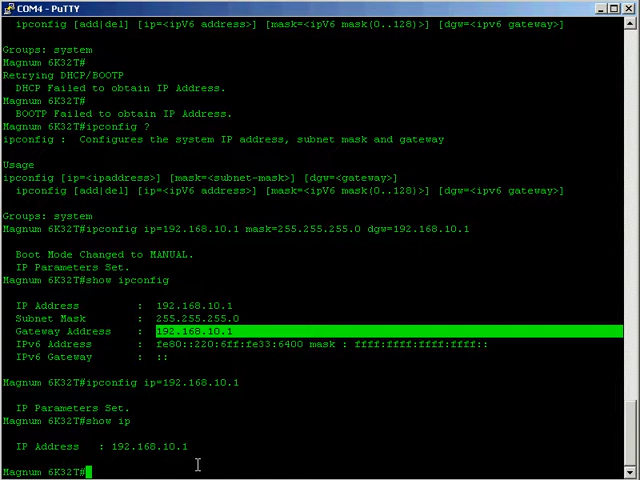 COM4 - PuTTY
ipconfig [add|del] [ip=<ipV6 address>] [mask=<ipV6 mask(0..128>] [dgw=<ipv6 gateway>]
Groups: system
Magnum 6K32T#
Retrying DHCP/BOOTP
DHCP Failed to obtain IP Address.
Magnum 6K32T#
BOOTP Failed to obtain IP Address.
Magnum 6K32T#ipconfig ?
ipconfig : Configures the system IP address, subnet mask and gateway
Usage
ipconfig [ip=<ipaddress>] [mask=<subnet-mask>] [dgw=<gateway>]
ipconfig [add|del] [ip=<ipV6 address>] [mask=<ipV6 mask(0..128>] [dgw=<ipv6 gateway>]
Groups: system
Magnum 6K32T#ipconfig ip=192.168.10.1 mask=255.255.255.0 dgw=192.168.10.1
Boot Mode Changed to MANUAL.
IP Parameters Set.
Magnum 6K32T#show ipconfig
IP Address : 192.168.10.1
Subnet Mask : 255.255.255.0
Gateway Address : 192.168.10.1
IPv6 Address : fe80::220:6ff:fe33:6400 mask : ffff:ffff:ffff:ffff::
IPv6 Gateway : ::
Magnum 6K32T#ipconfig ip=192.168.10.1
IP Parameters Set.
Magnum 6K32T#show ip
IP Address : 192.168.10.1
Magnum 6K32T#